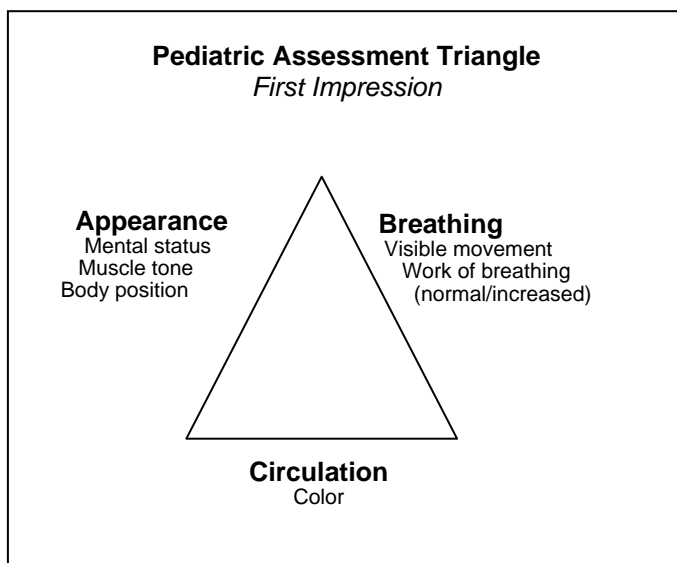 Pediatric Assessment Triangle
First Impression
Appearance
Mental status
Muscle tone
Body position
Breathing
Visible movement
Work of breathing
(normal/increased)
Circulation
Color